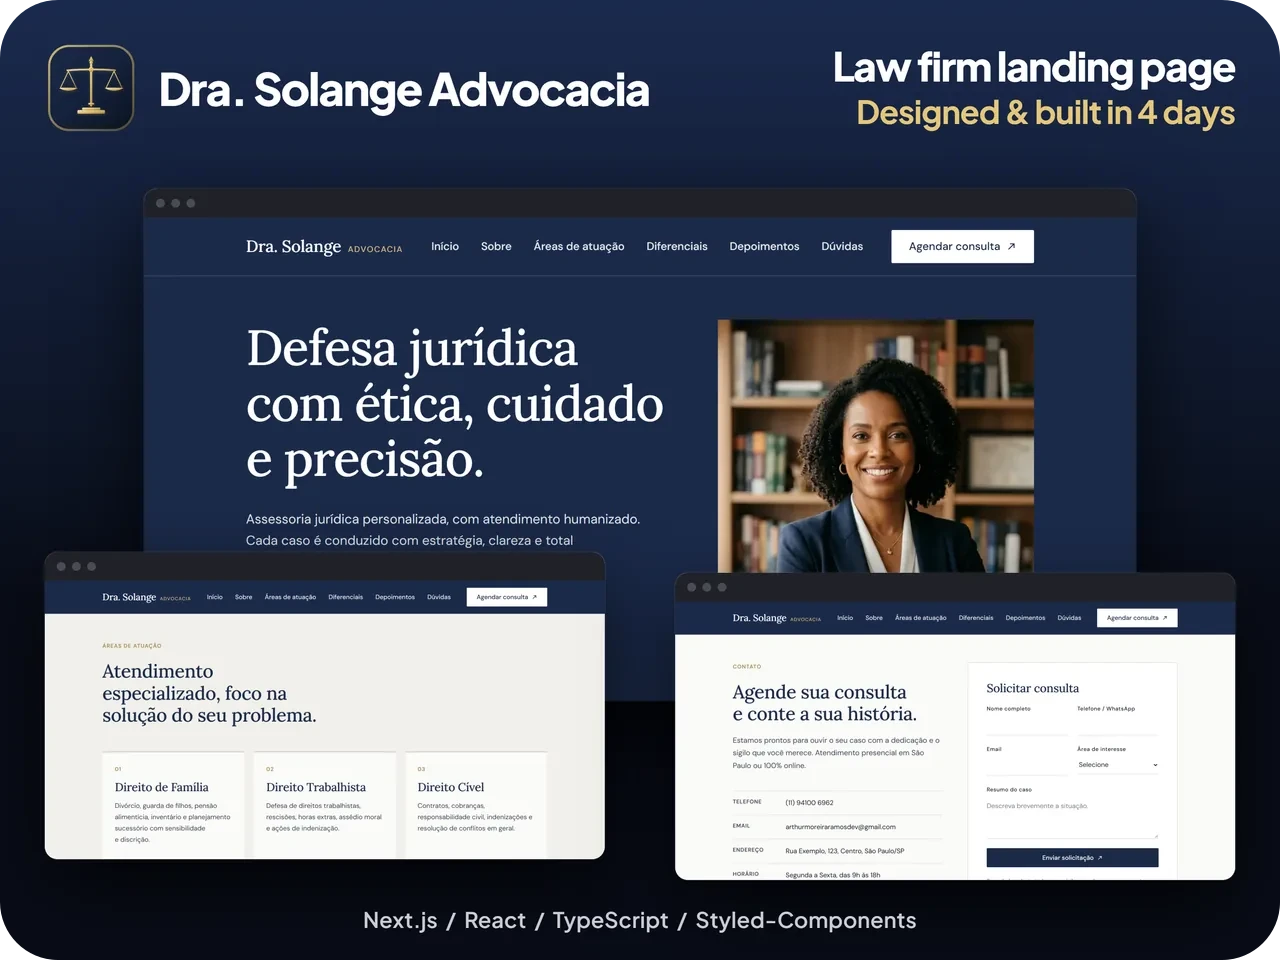 Dra. Solange Advocacia
Law firm landing page
Designed & built in 4 days
Dra. Solange ADVOCACIA Início Sobre Áreas de atuação Diferenciais Depoimentos Dúvidas Agendar consulta ↗
Defesa jurídica
com ética, cuidado
e precisão.
Assessoria jurídica personalizada, com atendimento humanizado.
Cada caso é conduzido com estratégia, clareza e total
Dra. Solange ADVOCACIA Início Sobre Áreas de atuação Diferenciais Depoimentos Dúvidas Agendar consulta ↗
ÁREAS DE ATUAÇÃO
Atendimento
especializado, foco na
solução do seu problema.
01
Direito de Família
Divórcio, guarda de filhos, pensão
alimentícia, inventário e planejamento
sucessório com sensibilidade
e discrição.
02
Direito Trabalhista
Defesa de direitos trabalhistas,
rescisões, horas extras, assédio moral
e ações de indenização.
03
Direito Cível
Contratos, cobranças,
responsabilidade civil, indenizações e
resolução de conflitos em geral.
Dra. Solange ADVOCACIA Início Sobre Áreas de atuação Diferenciais Depoimentos Dúvidas Agendar consulta ↗
CONTATO
Agende sua consulta
e conte a sua história.
Estamos prontos para ouvir o seu caso com a dedicação e o
sigilo que você merece. Atendimento presencial em São
Paulo ou 100% online.
TELEFONE (11) 94100 6962
EMAIL arthurmoreiraramosdev@gmail.com
ENDEREÇO Rua Exemplo, 123, Centro, São Paulo/SP
HORÁRIO Segunda a Sexta, das 9h às 18h
Solicitar consulta
Nome completo Telefone / WhatsApp
Email Área de interesse
Selecione
Resumo do caso
Descreva brevemente a situação.
Enviar solicitação ↗
Next.js / React / TypeScript / Styled-Components